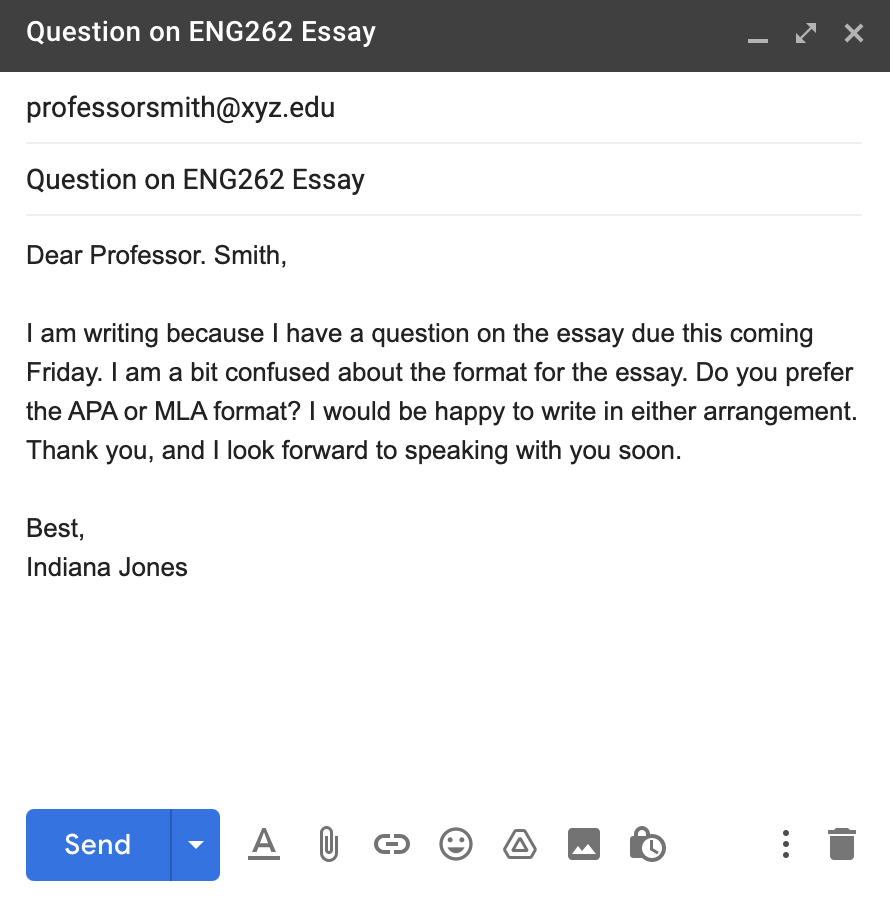 Question on ENG262 Essay
professorsmith@xyz.edu
Question on ENG262 Essay
Dear Professor. Smith,
I am writing because I have a question on the essay due this coming
Friday. I am a bit confused about the format for the essay. Do you prefer
the APA or MLA format? I would be happy to write in either arrangement.
Thank you, and I look forward to speaking with you soon.
Best,
Indiana Jones
Send
A